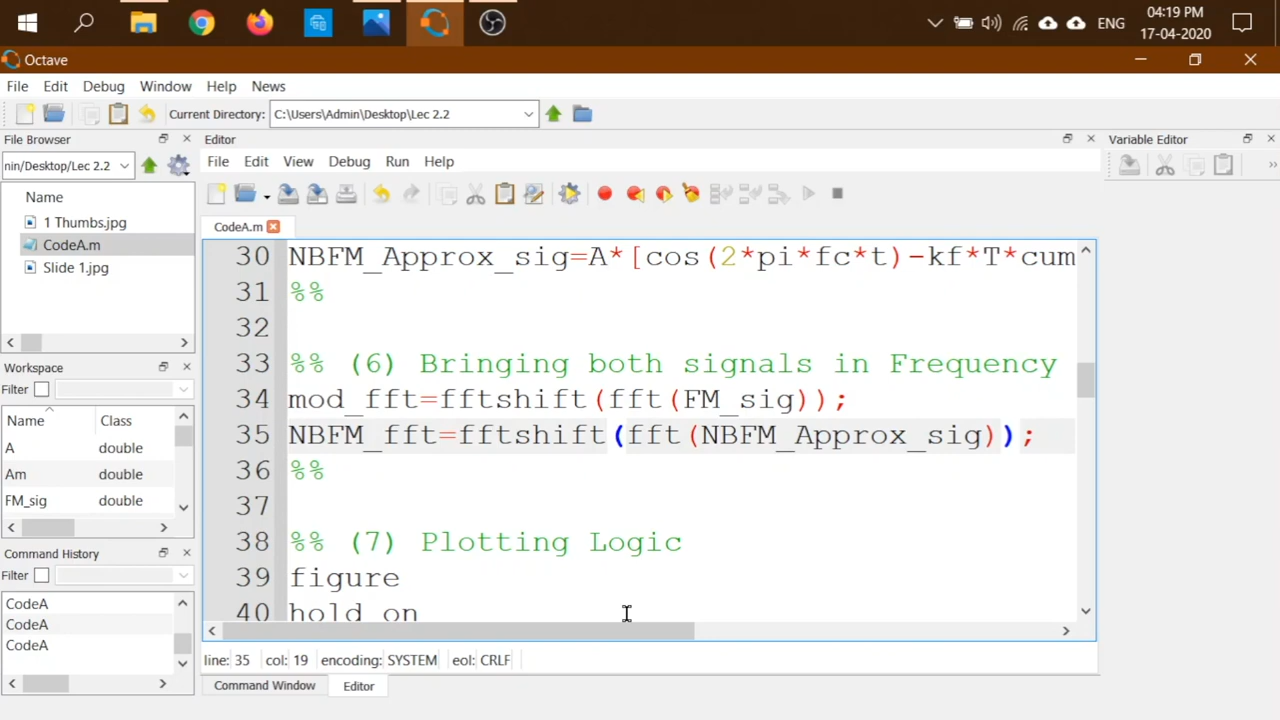 04:19 PM
ENG
17-04-2020
Octave
File Edit Debug Window Help News
Current Directory: C:\Users\Admin\Desktop\Lec 2.2
File Browser
Editor
Variable Editor
nin/Desktop/Lec 2.2
File Edit View Debug Run Help
Name
1 Thumbs.jpg
CodeA.m
Slide 1.jpg
CodeA.m
30 NBFM_Approx_sig=A*[cos(2*pi*fc*t)-kf*T*cum
31 %%
32
33 %% (6) Bringing both signals in Frequency
34 mod_fft=fftshift(fft(FM_sig));
35 NBFM_fft=fftshift(fft(NBFM_Approx_sig));
36 %%
37
38 %% (7) Plotting Logic
39 figure
40 hold on
Workspace
Filter
Name Class
A double
Am double
FM_sig double
Command History
Filter
CodeA
CodeA
CodeA
line: 35 col: 19 encoding: SYSTEM eol: CRLF
Command Window Editor